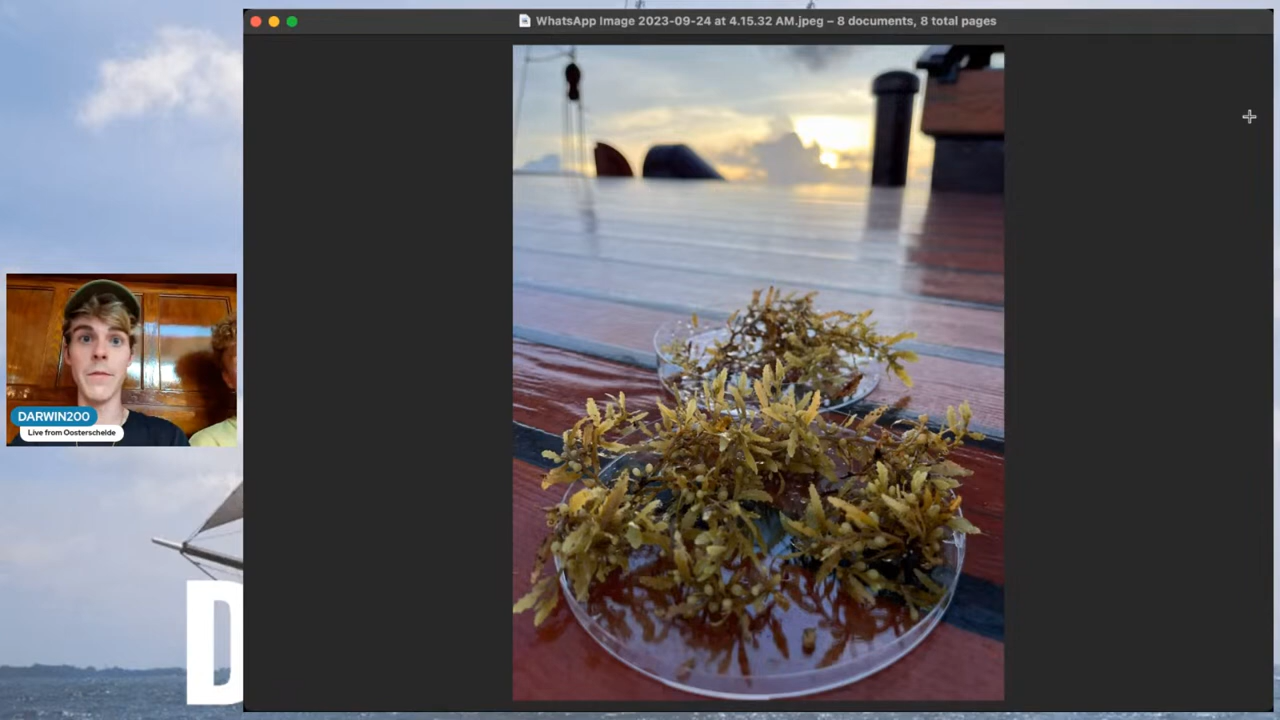 WhatsApp Image 2023-09-24 at 4.15.32 AM.jpeg – 8 documents, 8 total pages
DARWIN200
Live from Oosterschelde
D